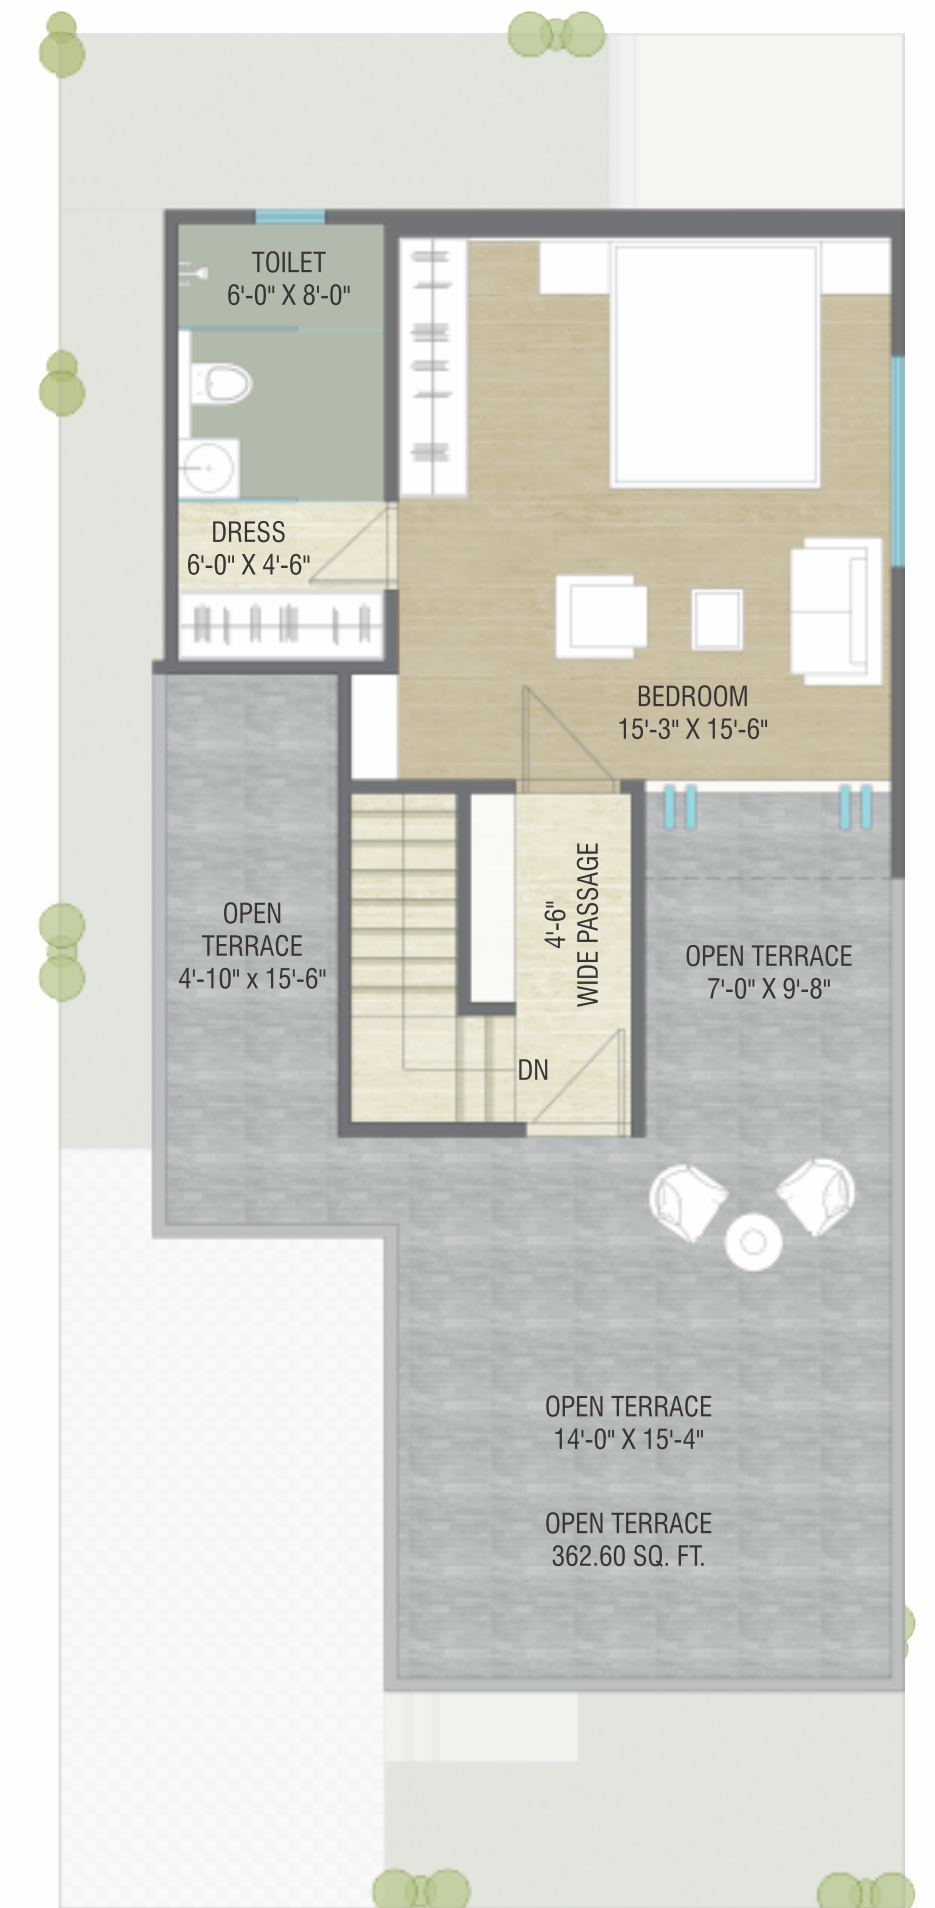 TOILET
6'-0" X 8'-0"
DRESS
6'-0" X 4'-6"
BEDROOM
15'-3" X 15'-6"
OPEN
TERRACE
4'-10" x 15'-6"
4'-6"
WIDE PASSAGE
OPEN TERRACE
7'-0" X 9'-8"
DN
OPEN TERRACE
14'-0" X 15'-4"
OPEN TERRACE
362.60 SQ. FT.